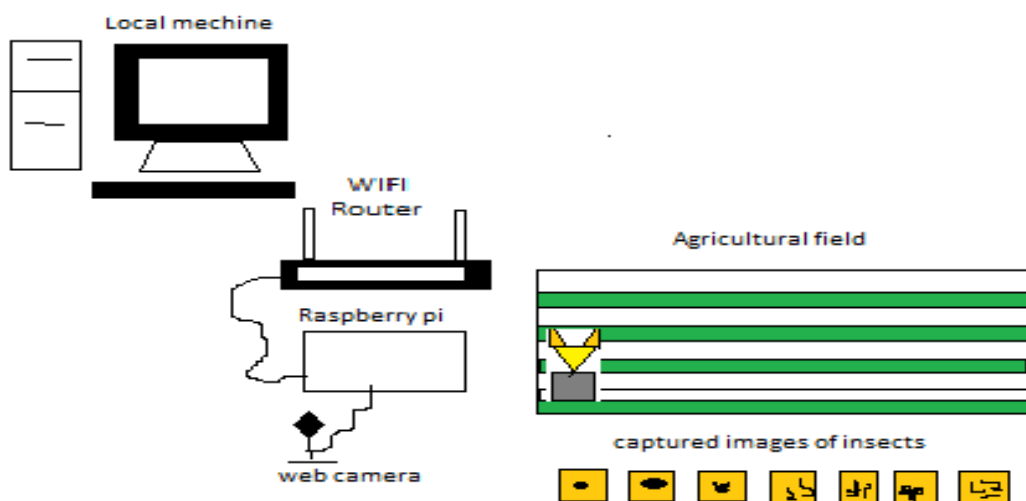 Local mechine
WIFI
Router
Agricultural field
Raspberry pi
captured images of insects
web camera